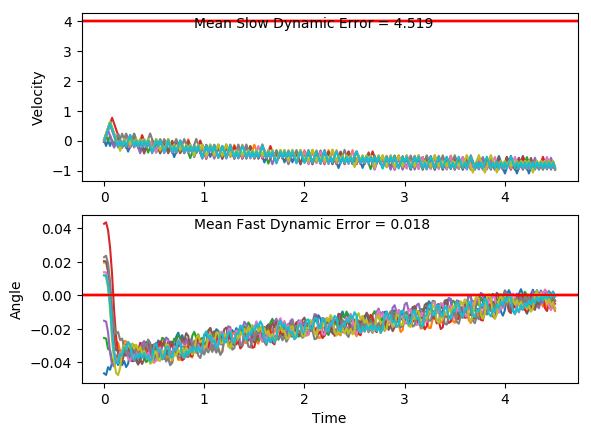 Mean Slow Dynamic Error = 4.519
4
3
2
1
0
−1
Velocity
0 1 2 3 4
Mean Fast Dynamic Error = 0.018
0.04
0.02
0.00
−0.02
−0.04
Angle
0 1 2 3 4
Time